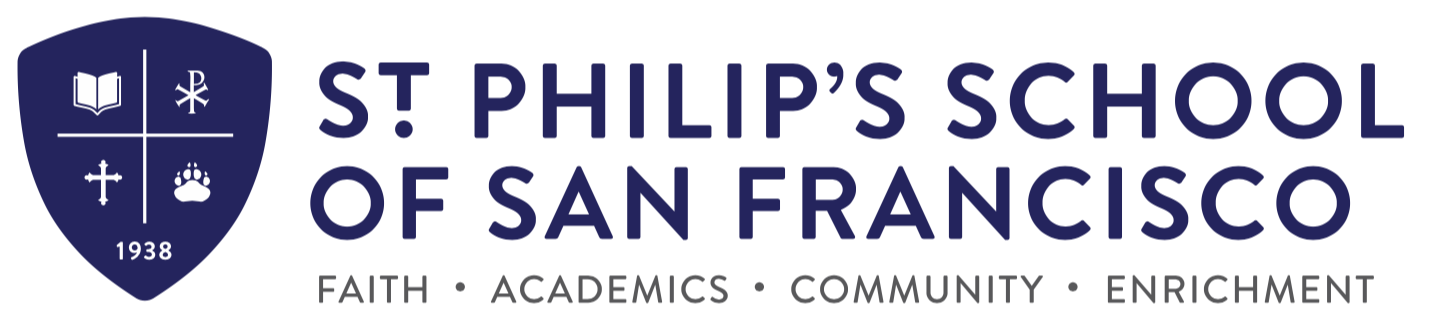 1938
ST PHILIP’S SCHOOL
OF SAN FRANCISCO
FAITH • ACADEMICS • COMMUNITY • ENRICHMENT